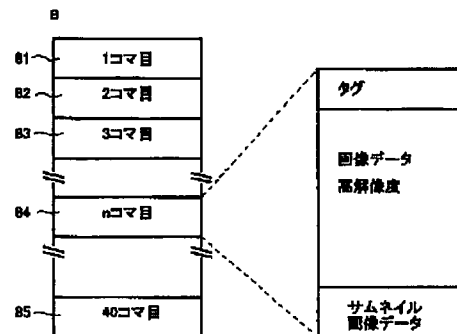 8
81
1コマ目
82
2コマ目
83
3コマ目
84
nコマ目
85
40コマ目
タグ
画像データ
高解像度
サムネイル
画像データ